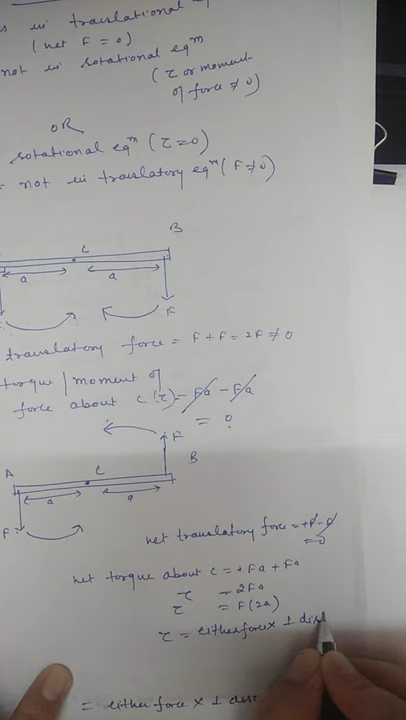 s in translational
(net F = 0)
not in rotational eqm
(τ or moment
of force ≠ 0)
OR
rotational eqm (τ = 0)
not in translatory eqm (F ≠ 0)
B
C
a a
F
translatory force = F + F = 2F ≠ 0
torque | moment of
force about C (τ) = Fa - Fa
= 0
F
A C B
a a
F
net translatory force = +F - F
= 0
Net torque about C = + Fa + Fa
τ = 2Fa
τ = F(2a)
τ = either force × ⊥ dis
= either force × ⊥ dist